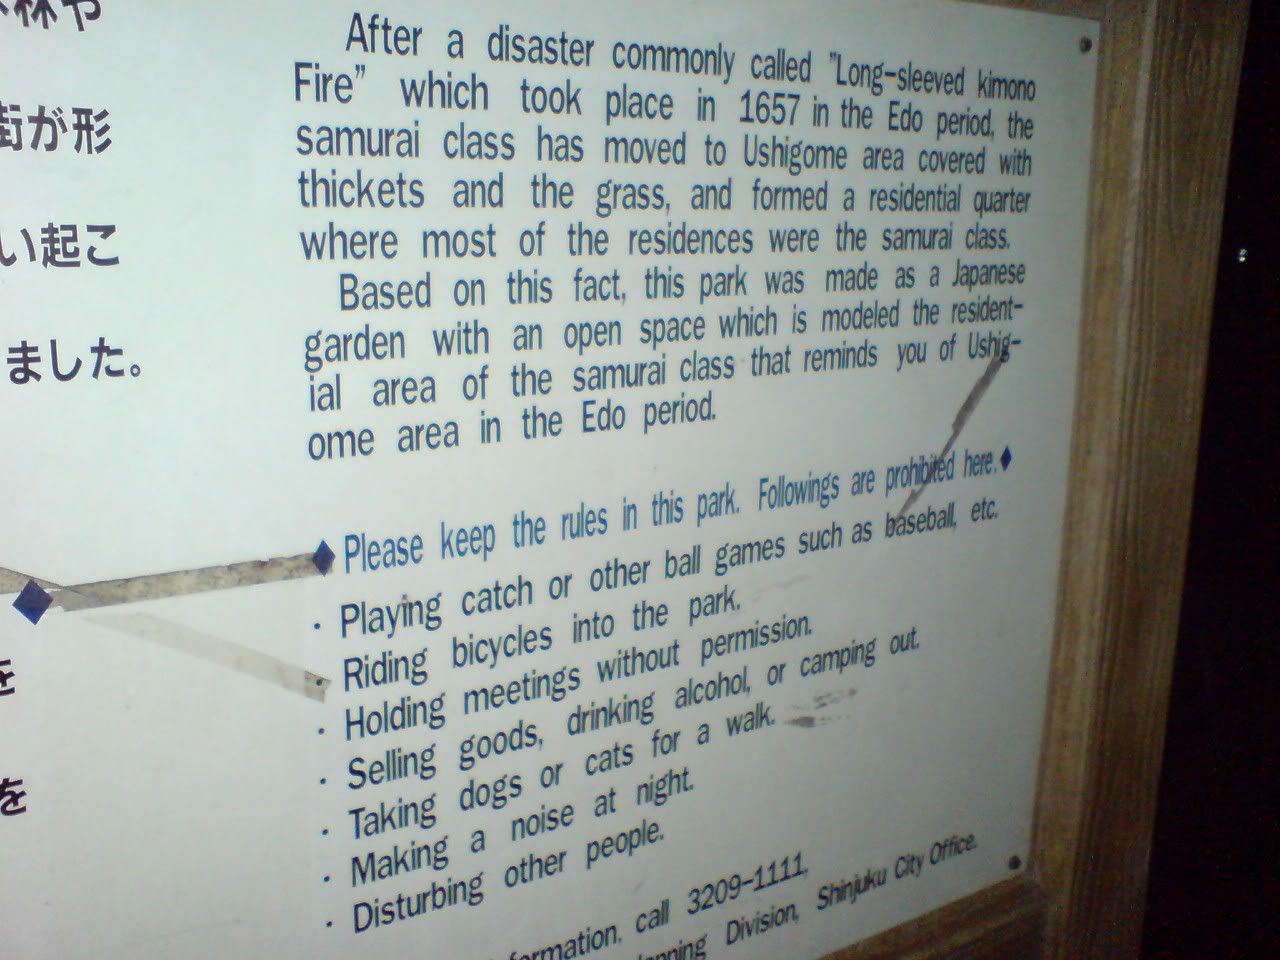 林や
街が形
い起こ
ました。
を
を
After a disaster commonly called "Long-sleeved kimono
Fire" which took place in 1657 in the Edo period, the
samurai class has moved to Ushigome area covered with
thickets and the grass, and formed a residential quarter
where most of the residences were the samurai class.
Based on this fact, this park was made as a Japanese
garden with an open space which is modeled the resident-
ial area of the samurai class that reminds you of Ushig-
ome area in the Edo period.
◆Please keep the rules in this park. Followings are prohibited here.◆
・Playing catch or other ball games such as baseball, etc.
・Riding bicycles into the park.
・Holding meetings without permission.
・Selling goods, drinking alcohol, or camping out.
・Taking dogs or cats for a walk.
・Making a noise at night.
・Disturbing other people.
formation, call 3209-1111,
nning Division, Shinjuku City Office.